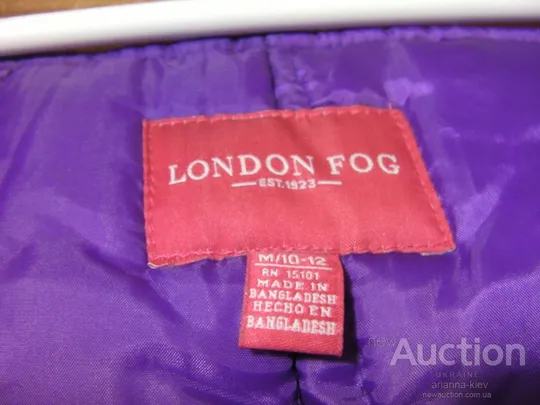 LONDON FOG
EST.1923
M/10-12
RN 15101
MADE IN
BANGLADESH
HECHO EN
BANGLADESH
new
Auction
UKRAINE
arianna-kiev
newauction.com.ua